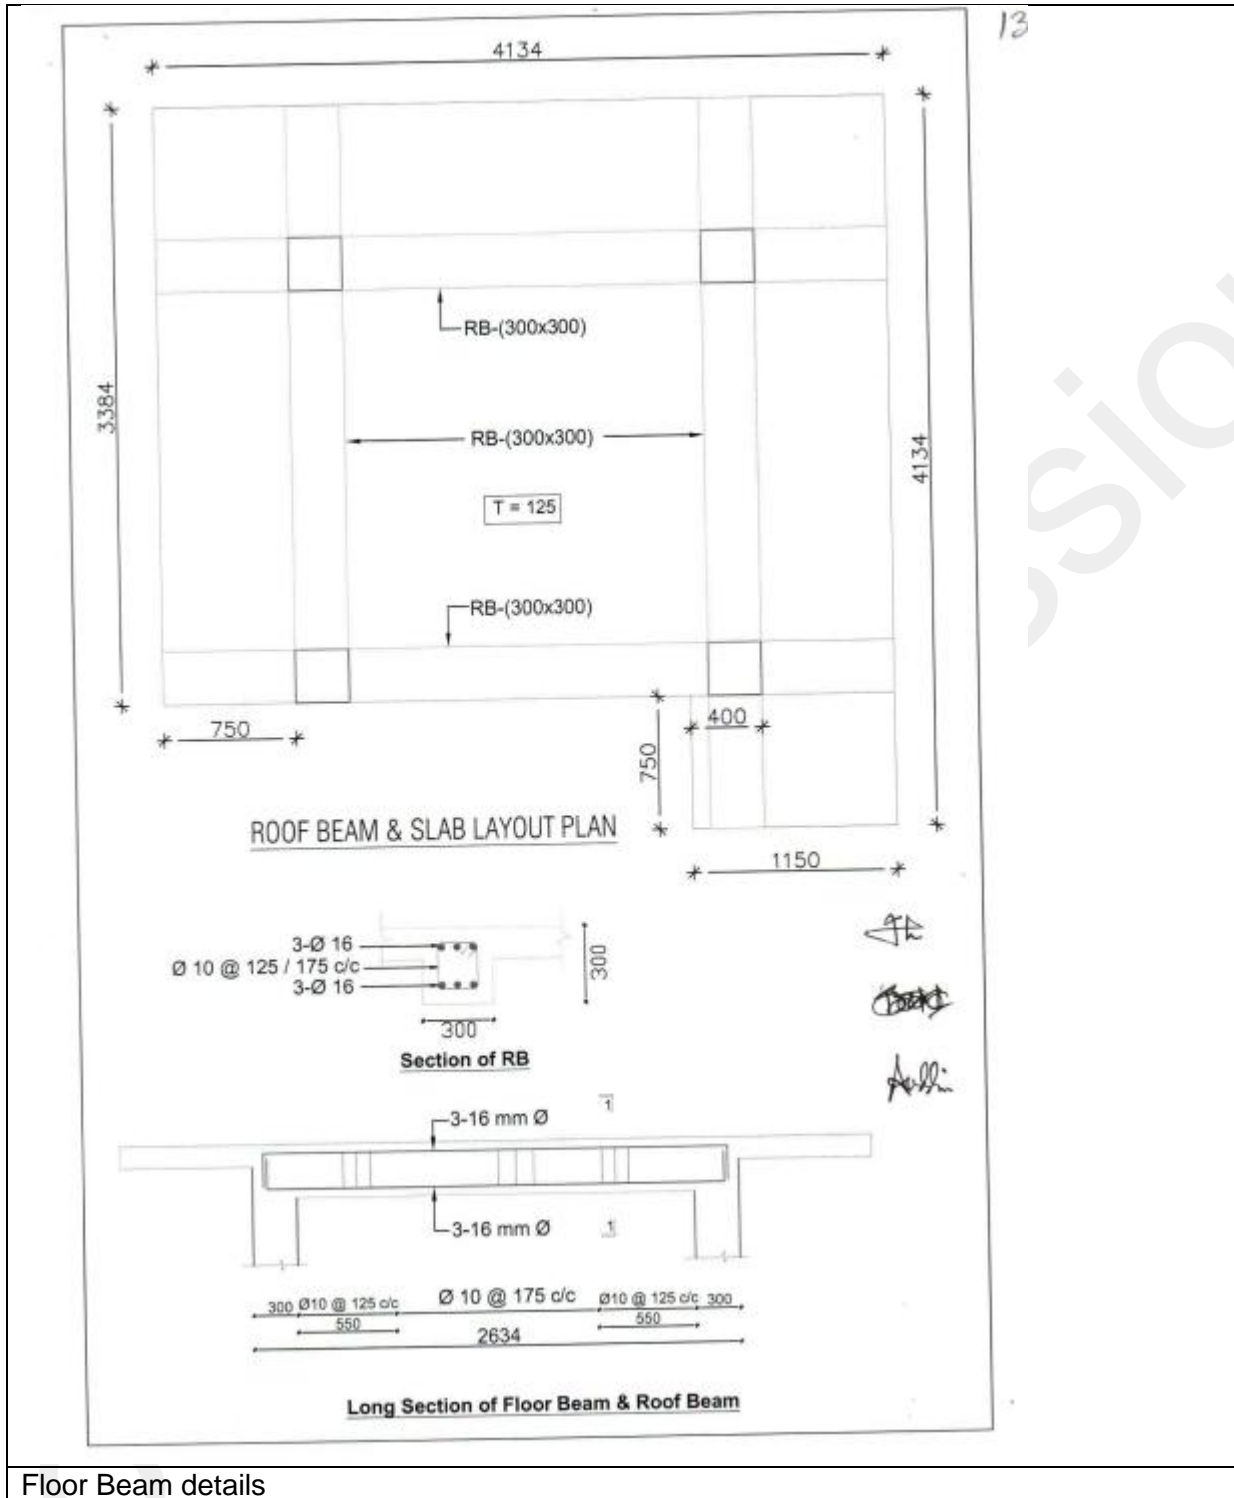 13
4134
RB-(300x300)
3384
RB-(300x300)
4134
T = 125
RB-(300x300)
750
400
750
ROOF BEAM & SLAB LAYOUT PLAN
1150
3-Ø 16
Ø 10 @ 125 / 175 c/c
3-Ø 16
300
300
Section of RB
3-16 mm Ø
1
3-16 mm Ø
1
300 Ø10 @ 125 c/c Ø 10 @ 175 c/c Ø10 @ 125 c/c 300
550 550
2634
Long Section of Floor Beam & Roof Beam
Floor Beam details